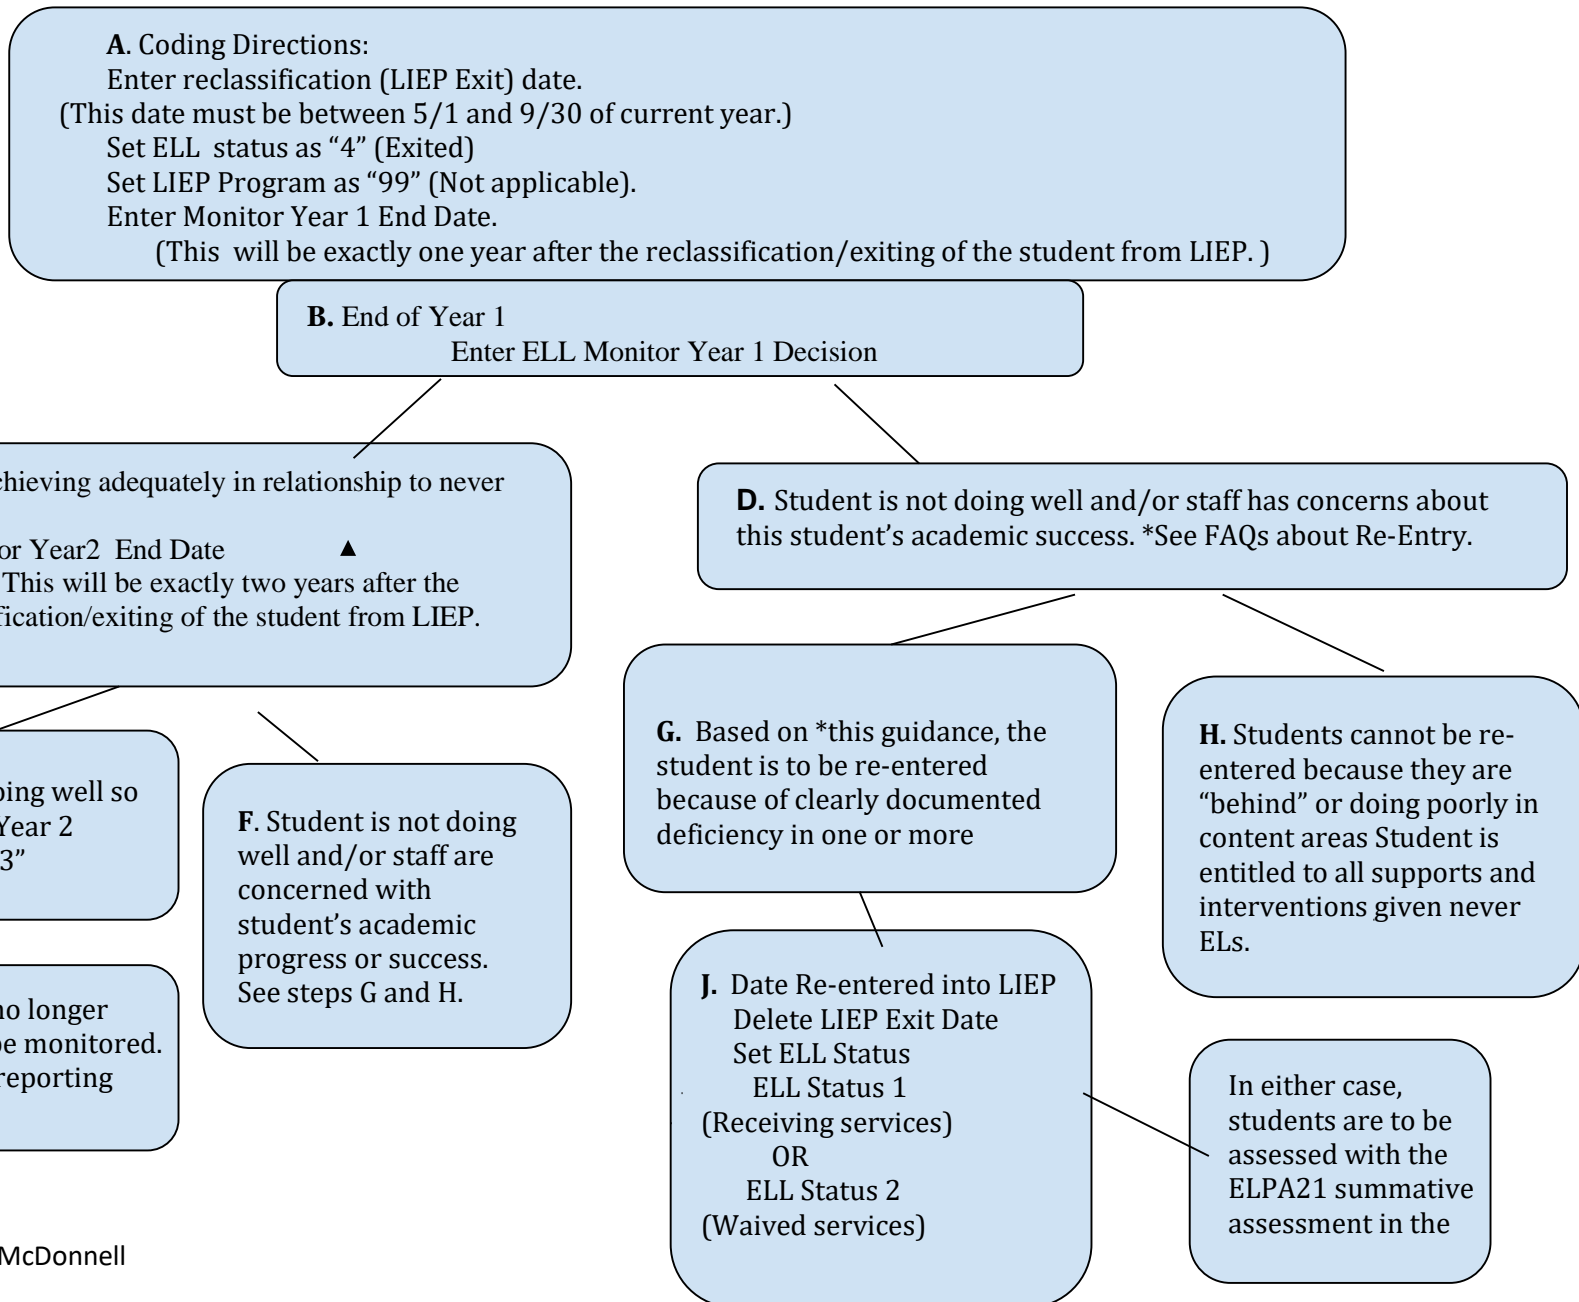 A. Coding Directions:
Enter reclassification (LIEP Exit) date.
(This date must be between 5/1 and 9/30 of current year.)
Set ELL status as “4” (Exited)
Set LIEP Program as “99” (Not applicable).
Enter Monitor Year 1 End Date.
(This will be exactly one year after the reclassification/exiting of the student from LIEP. )
B. End of Year 1
Enter ELL Monitor Year 1 Decision
chieving adequately in relationship to never
or Year2 End Date ▲
This will be exactly two years after the
fication/exiting of the student from LIEP.
D. Student is not doing well and/or staff has concerns about
this student’s academic success. *See FAQs about Re-Entry.
oing well so
Year 2
3”
F. Student is not doing
well and/or staff are
concerned with
student’s academic
progress or success.
See steps G and H.
G. Based on *this guidance, the
student is to be re-entered
because of clearly documented
deficiency in one or more
H. Students cannot be re-
entered because they are
“behind” or doing poorly in
content areas Student is
entitled to all supports and
interventions given never
ELs.
no longer
be monitored.
reporting
J. Date Re-entered into LIEP
Delete LIEP Exit Date
Set ELL Status
ELL Status 1
(Receiving services)
OR
ELL Status 2
(Waived services)
In either case,
students are to be
assessed with the
ELPA21 summative
assessment in the
McDonnell